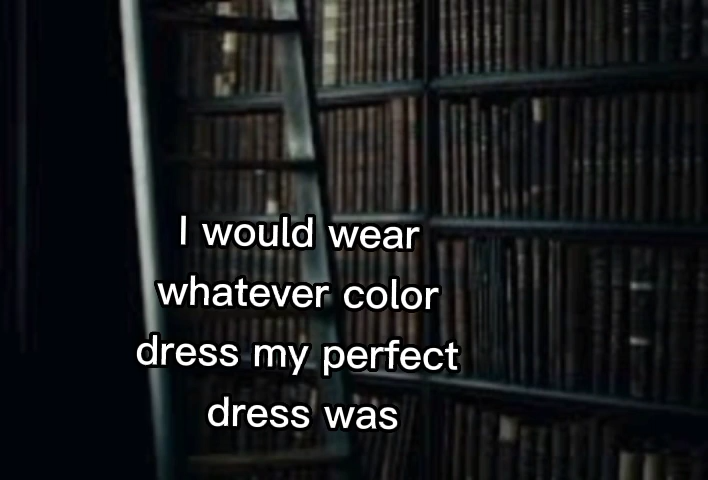 I would wear
whatever color
dress my perfect
dress was